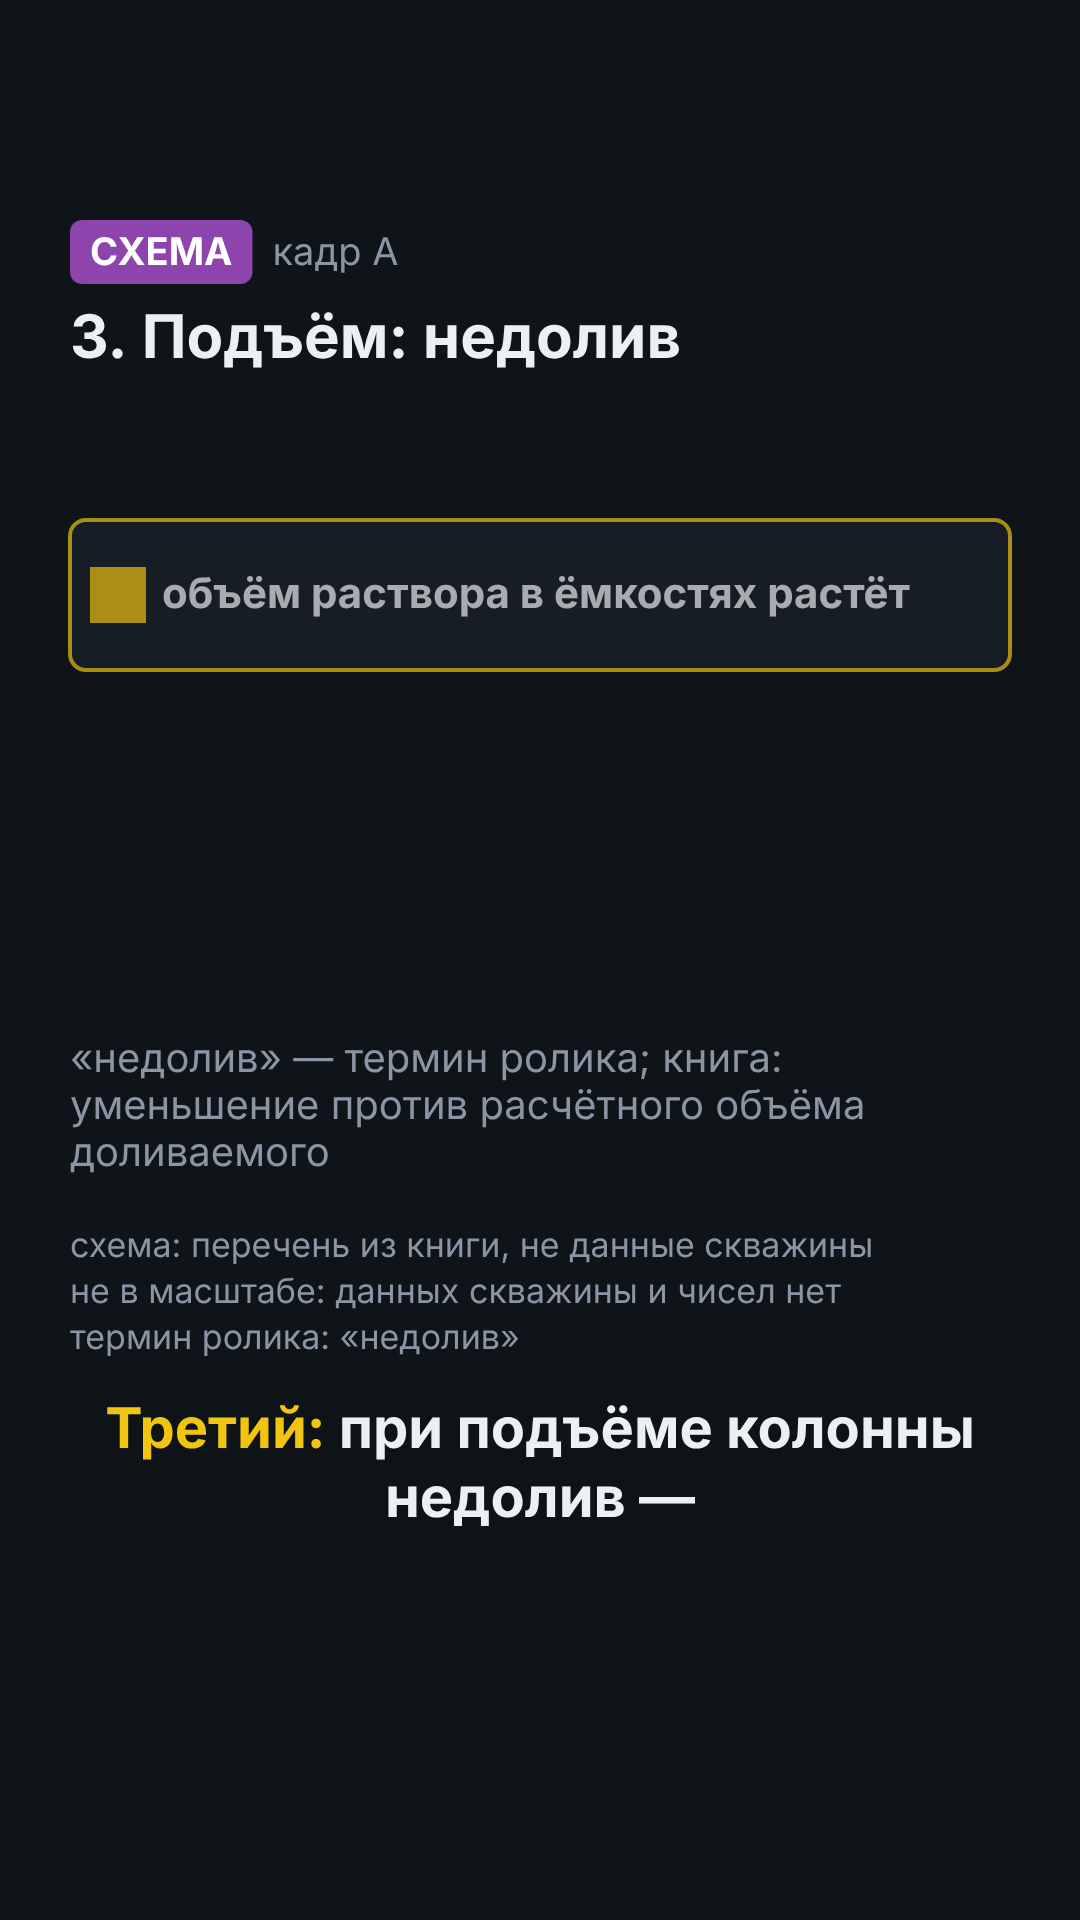 СХЕМА кадр А
3. Подъём: недолив
объём раствора в ёмкостях растёт
«недолив» — термин ролика; книга:
уменьшение против расчётного объёма
доливаемого
схема: перечень из книги, не данные скважины
не в масштабе: данных скважины и чисел нет
термин ролика: «недолив»
Третий: при подъёме колонны
недолив —